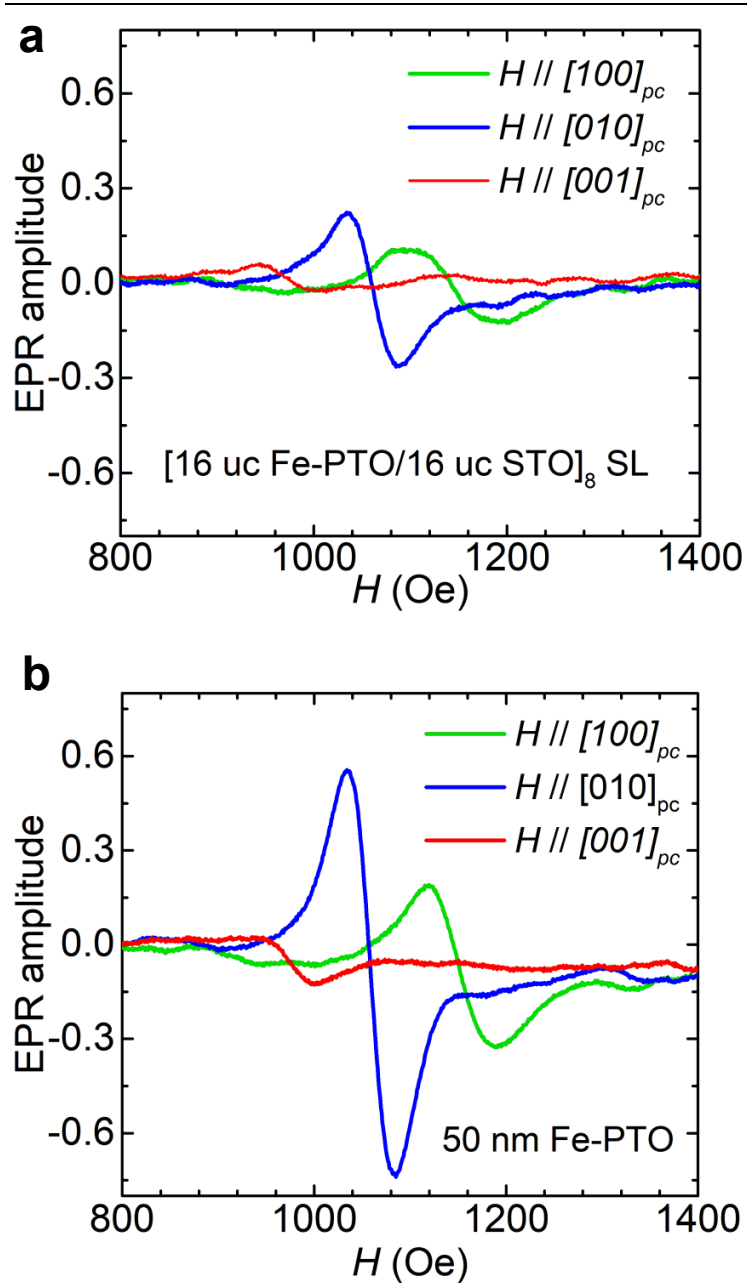 a
0.6
0.3
0.0
-0.3
-0.6
EPR amplitude
H // [100]pc
H // [010]pc
H // [001]pc
[16 uc Fe-PTO/16 uc STO]8 SL
800 1000 1200 1400
H (Oe)
b
0.6
0.3
0.0
-0.3
-0.6
EPR amplitude
H // [100]pc
H // [010]pc
H // [001]pc
50 nm Fe-PTO
800 1000 1200 1400
H (Oe)